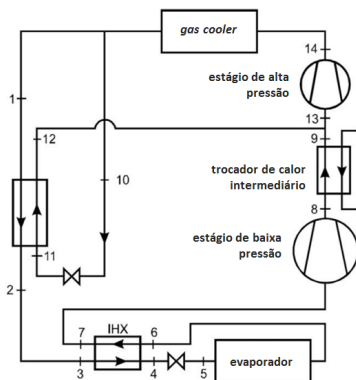 gas cooler
14
estágio de alta
pressão
1
13
12
9
trocador de calor
intermediário
10
8
estágio de baixa
pressão
11
2
IHX
7
6
3
4
5
evaporador